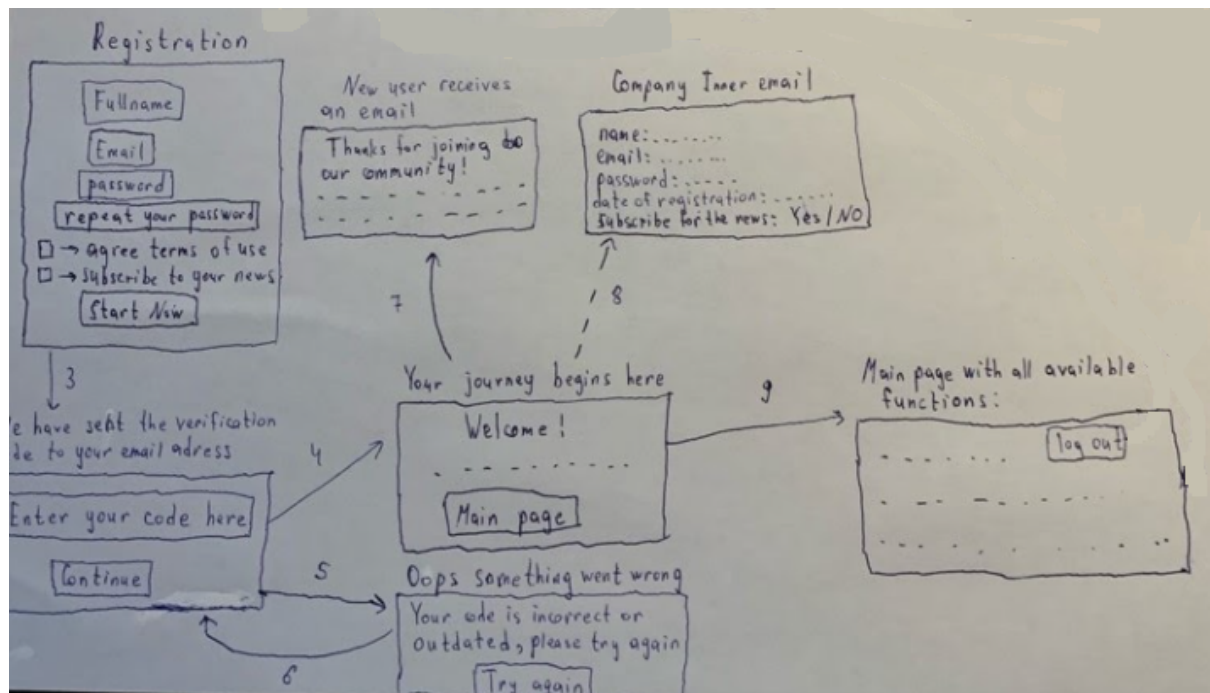 Registration
Fullname
Email
password
repeat your password
→ agree terms of use
→ subscribe to your news
Start Now
3
New user receives
an email
Thanks for joining to
our community!
7
Company Inner email
name:
email:
password:
date of registration:
subscribe for the news: Yes / NO
8
e have sent the verification
de to your email adress
Enter your code here
Continue
4
5
6
Your journey begins here
Welcome!
Main page
9
Oops something went wrong
Your code is incorrect or
outdated, please try again
Try again
Main page with all available
functions:
log out